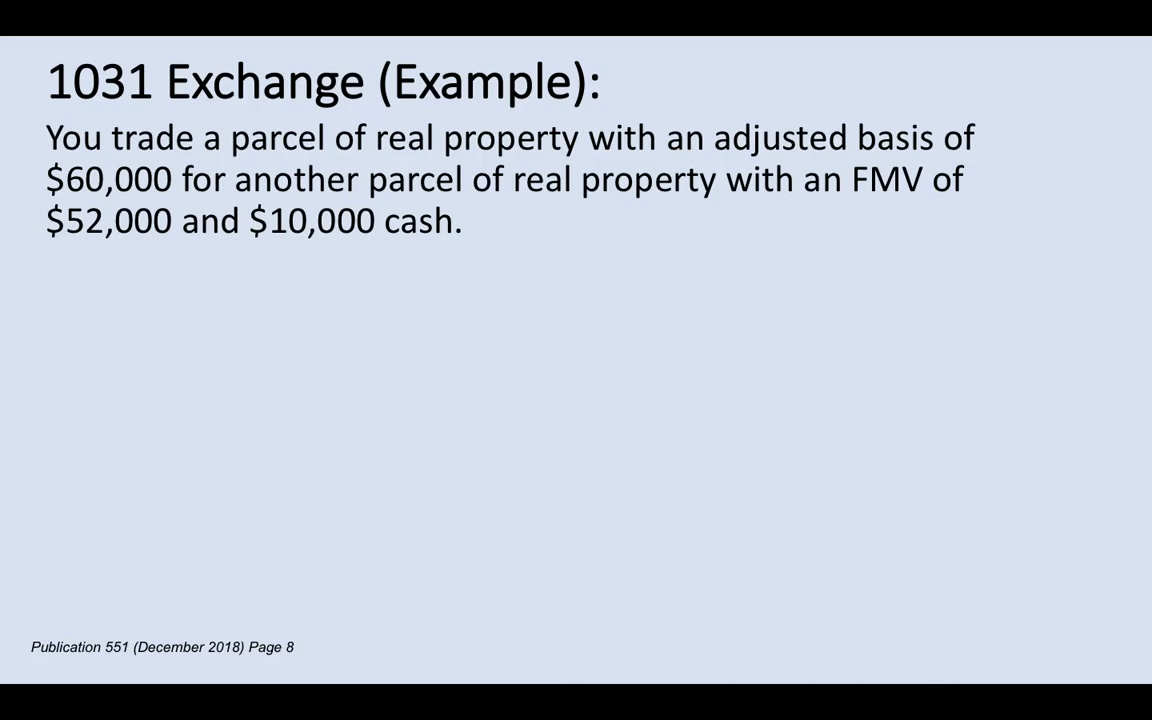 1031 Exchange (Example):
You trade a parcel of real property with an adjusted basis of
$60,000 for another parcel of real property with an FMV of
$52,000 and $10,000 cash.
Publication 551 (December 2018) Page 8